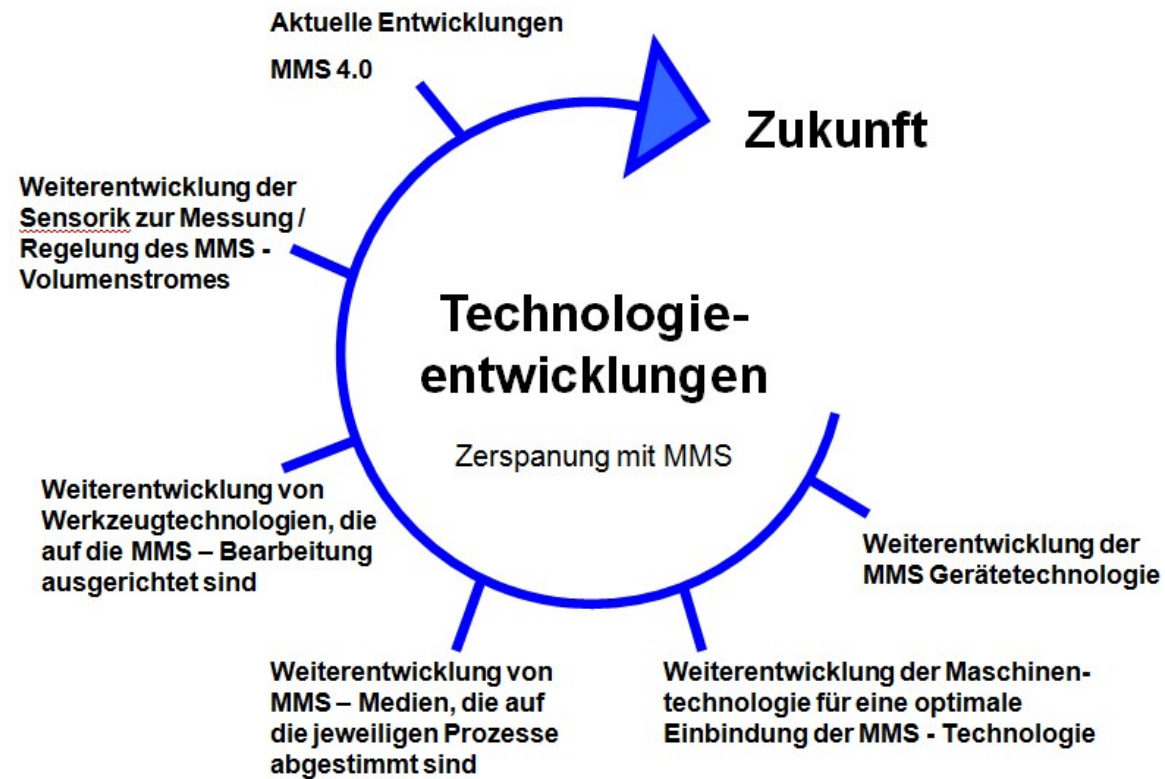 Aktuelle Entwicklungen
MMS 4.0
Zukunft
Weiterentwicklung der
Sensorik zur Messung /
Regelung des MMS -
Volumenstromes
Technologie-
entwicklungen
Zerspanung mit MMS
Weiterentwicklung von
Werkzeugtechnologien, die
auf die MMS – Bearbeitung
ausgerichtet sind
Weiterentwicklung der
MMS Gerätetechnologie
Weiterentwicklung von
MMS – Medien, die auf
die jeweiligen Prozesse
abgestimmt sind
Weiterentwicklung der Maschinen-
technologie für eine optimale
Einbindung der MMS - Technologie